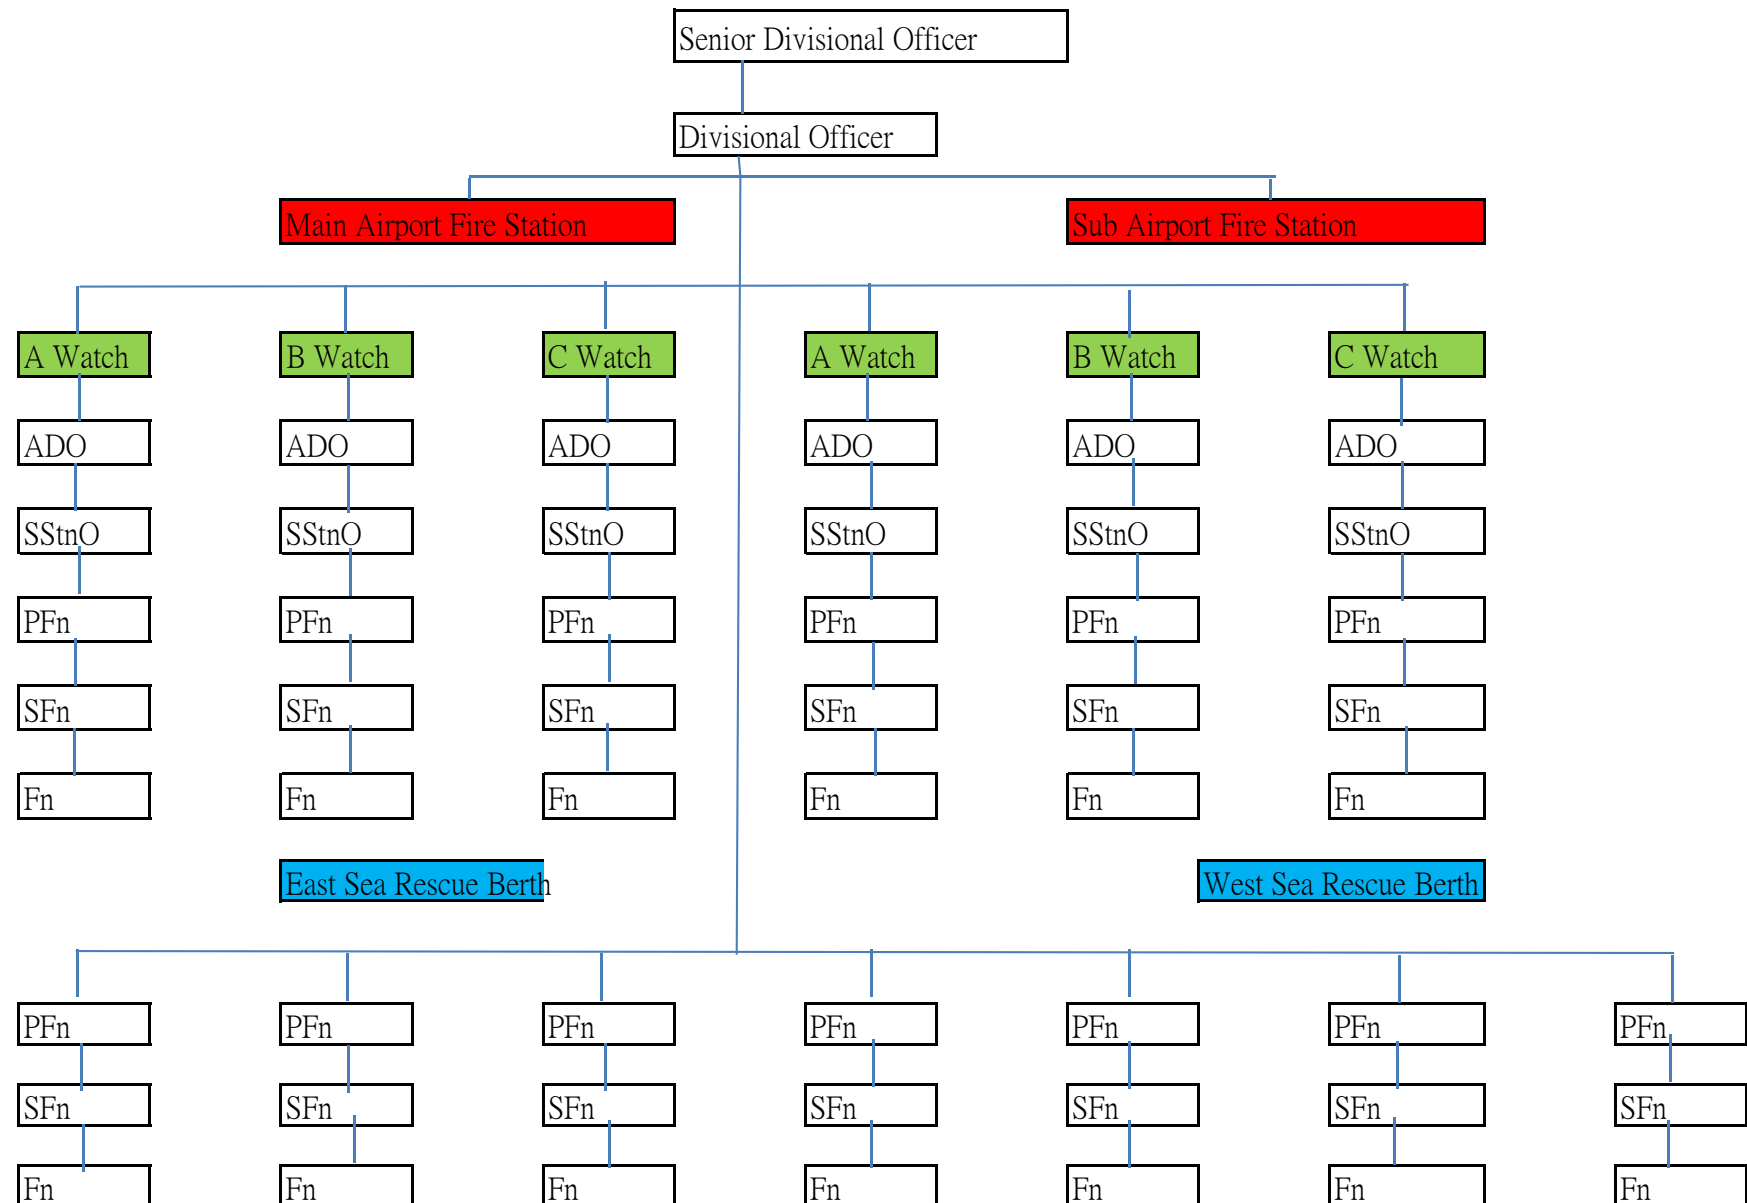 Senior Divisional Officer
Divisional Officer
Main Airport Fire Station
Sub Airport Fire Station
A Watch
B Watch
C Watch
A Watch
B Watch
C Watch
ADO
ADO
ADO
ADO
ADO
ADO
SStnO
SStnO
SStnO
SStnO
SStnO
SStnO
PFn
PFn
PFn
PFn
PFn
PFn
SFn
SFn
SFn
SFn
SFn
SFn
Fn
Fn
Fn
Fn
Fn
Fn
East Sea Rescue Berth
West Sea Rescue Berth
PFn
PFn
PFn
PFn
PFn
PFn
PFn
SFn
SFn
SFn
SFn
SFn
SFn
SFn
Fn
Fn
Fn
Fn
Fn
Fn
Fn